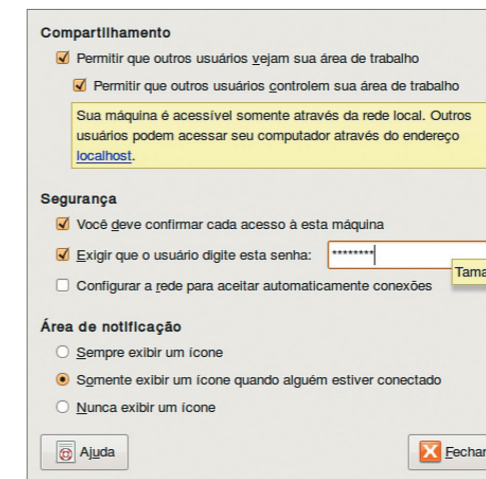 Compartilhamento
Permitir que outros usuários vejam sua área de trabalho
Permitir que outros usuários controlem sua área de trabalho
Sua máquina é acessível somente através da rede local. Outros
usuários podem acessar seu computador através do endereço
localhost.
Segurança
Você deve confirmar cada acesso à esta máquina
Exigir que o usuário digite esta senha: ********
Tama
Configurar a rede para aceitar automaticamente conexões
Área de notificação
Sempre exibir um ícone
Somente exibir um ícone quando alguém estiver conectado
Nunca exibir um ícone
Ajuda Fechar